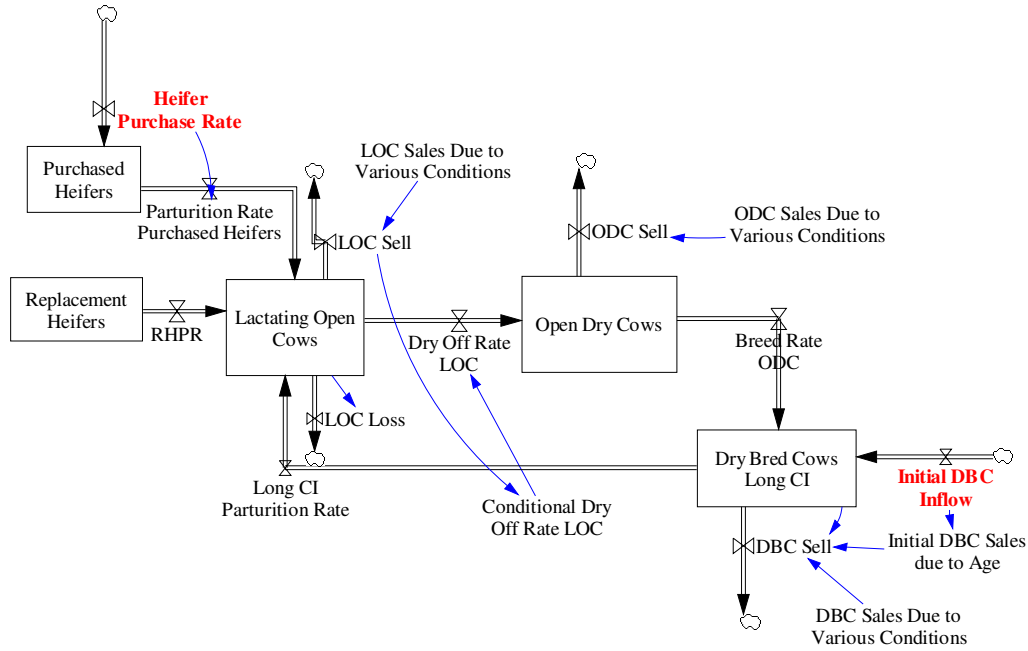 Heifer
Purchase Rate
Purchased
Heifers
LOC Sales Due to
Various Conditions
Parturition Rate
Purchased Heifers
LOC Sell
ODC Sell
ODC Sales Due to
Various Conditions
Replacement
Heifers
RHPR
Lactating Open
Cows
Dry Off Rate
LOC
Open Dry Cows
Breed Rate
ODC
LOC Loss
Long CI
Parturition Rate
Conditional Dry
Off Rate LOC
Dry Bred Cows
Long CI
Initial DBC
Inflow
DBC Sell
Initial DBC Sales
due to Age
DBC Sales Due to
Various Conditions